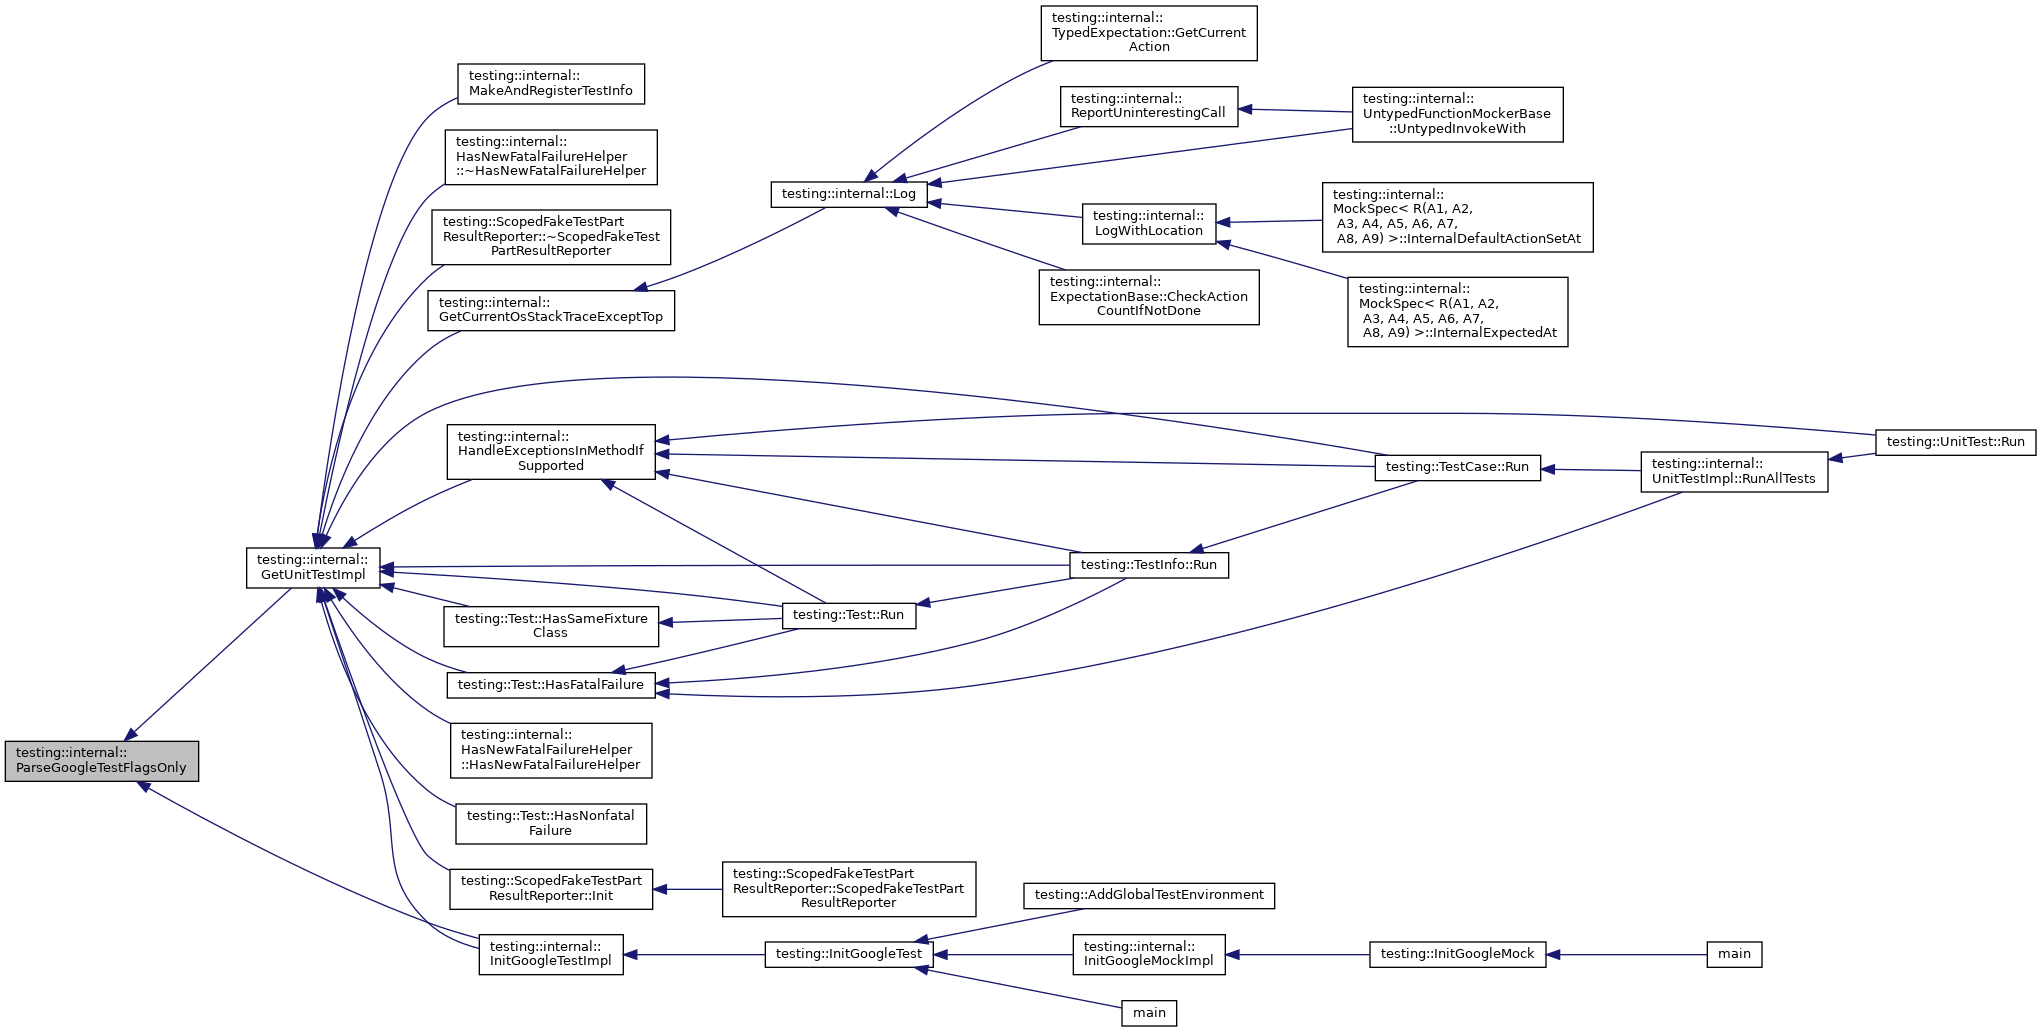 testing::internal::
TypedExpectation::GetCurrent
Action
testing::internal::
MakeAndRegisterTestInfo
testing::internal::
ReportUninterestingCall
testing::internal::
UntypedFunctionMockerBase
::UntypedInvokeWith
testing::internal::
HasNewFatalFailureHelper
::~HasNewFatalFailureHelper
testing::internal::Log
testing::internal::
MockSpec< R(A1, A2,
A3, A4, A5, A6, A7,
A8, A9) >::InternalDefaultActionSetAt
testing::internal::
LogWithLocation
testing::ScopedFakeTestPart
ResultReporter::~ScopedFakeTest
PartResultReporter
testing::internal::
ExpectationBase::CheckAction
CountIfNotDone
testing::internal::
MockSpec< R(A1, A2,
A3, A4, A5, A6, A7,
A8, A9) >::InternalExpectedAt
testing::internal::
GetCurrentOsStackTraceExceptTop
testing::internal::
HandleExceptionsInMethodIf
Supported
testing::UnitTest::Run
testing::TestCase::Run
testing::internal::
UnitTestImpl::RunAllTests
testing::internal::
GetUnitTestImpl
testing::TestInfo::Run
testing::Test::HasSameFixture
Class
testing::Test::Run
testing::Test::HasFatalFailure
testing::internal::
HasNewFatalFailureHelper
::HasNewFatalFailureHelper
testing::internal::
ParseGoogleTestFlagsOnly
testing::Test::HasNonfatal
Failure
testing::ScopedFakeTestPart
ResultReporter::Init
testing::ScopedFakeTestPart
ResultReporter::ScopedFakeTestPart
ResultReporter
testing::AddGlobalTestEnvironment
testing::internal::
InitGoogleTestImpl
testing::InitGoogleTest
testing::internal::
InitGoogleMockImpl
testing::InitGoogleMock
main
main